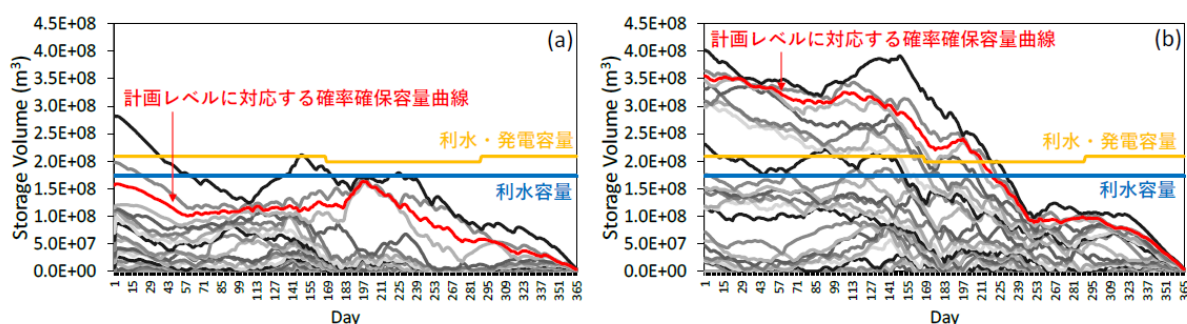 (a)
4.5E+08
4.0E+08
3.5E+08
3.0E+08
2.5E+08
2.0E+08
1.5E+08
1.0E+08
5.0E+07
0.0E+00
Storage Volume (m³)
計画レベルに対応する確率確保容量曲線
利水・発電容量
利水容量
1 15 29 43 57 71 85 99 113 127 141 155 169 183 197 211 225 239 253 267 281 295 309 323 337 351 365
Day
(b)
4.5E+08
4.0E+08
3.5E+08
3.0E+08
2.5E+08
2.0E+08
1.5E+08
1.0E+08
5.0E+07
0.0E+00
Storage Volume (m³)
計画レベルに対応する確率確保容量曲線
利水・発電容量
利水容量
1 15 29 43 57 71 85 99 113 127 141 155 169 183 197 211 225 239 253 267 281 295 309 323 337 351 365
Day